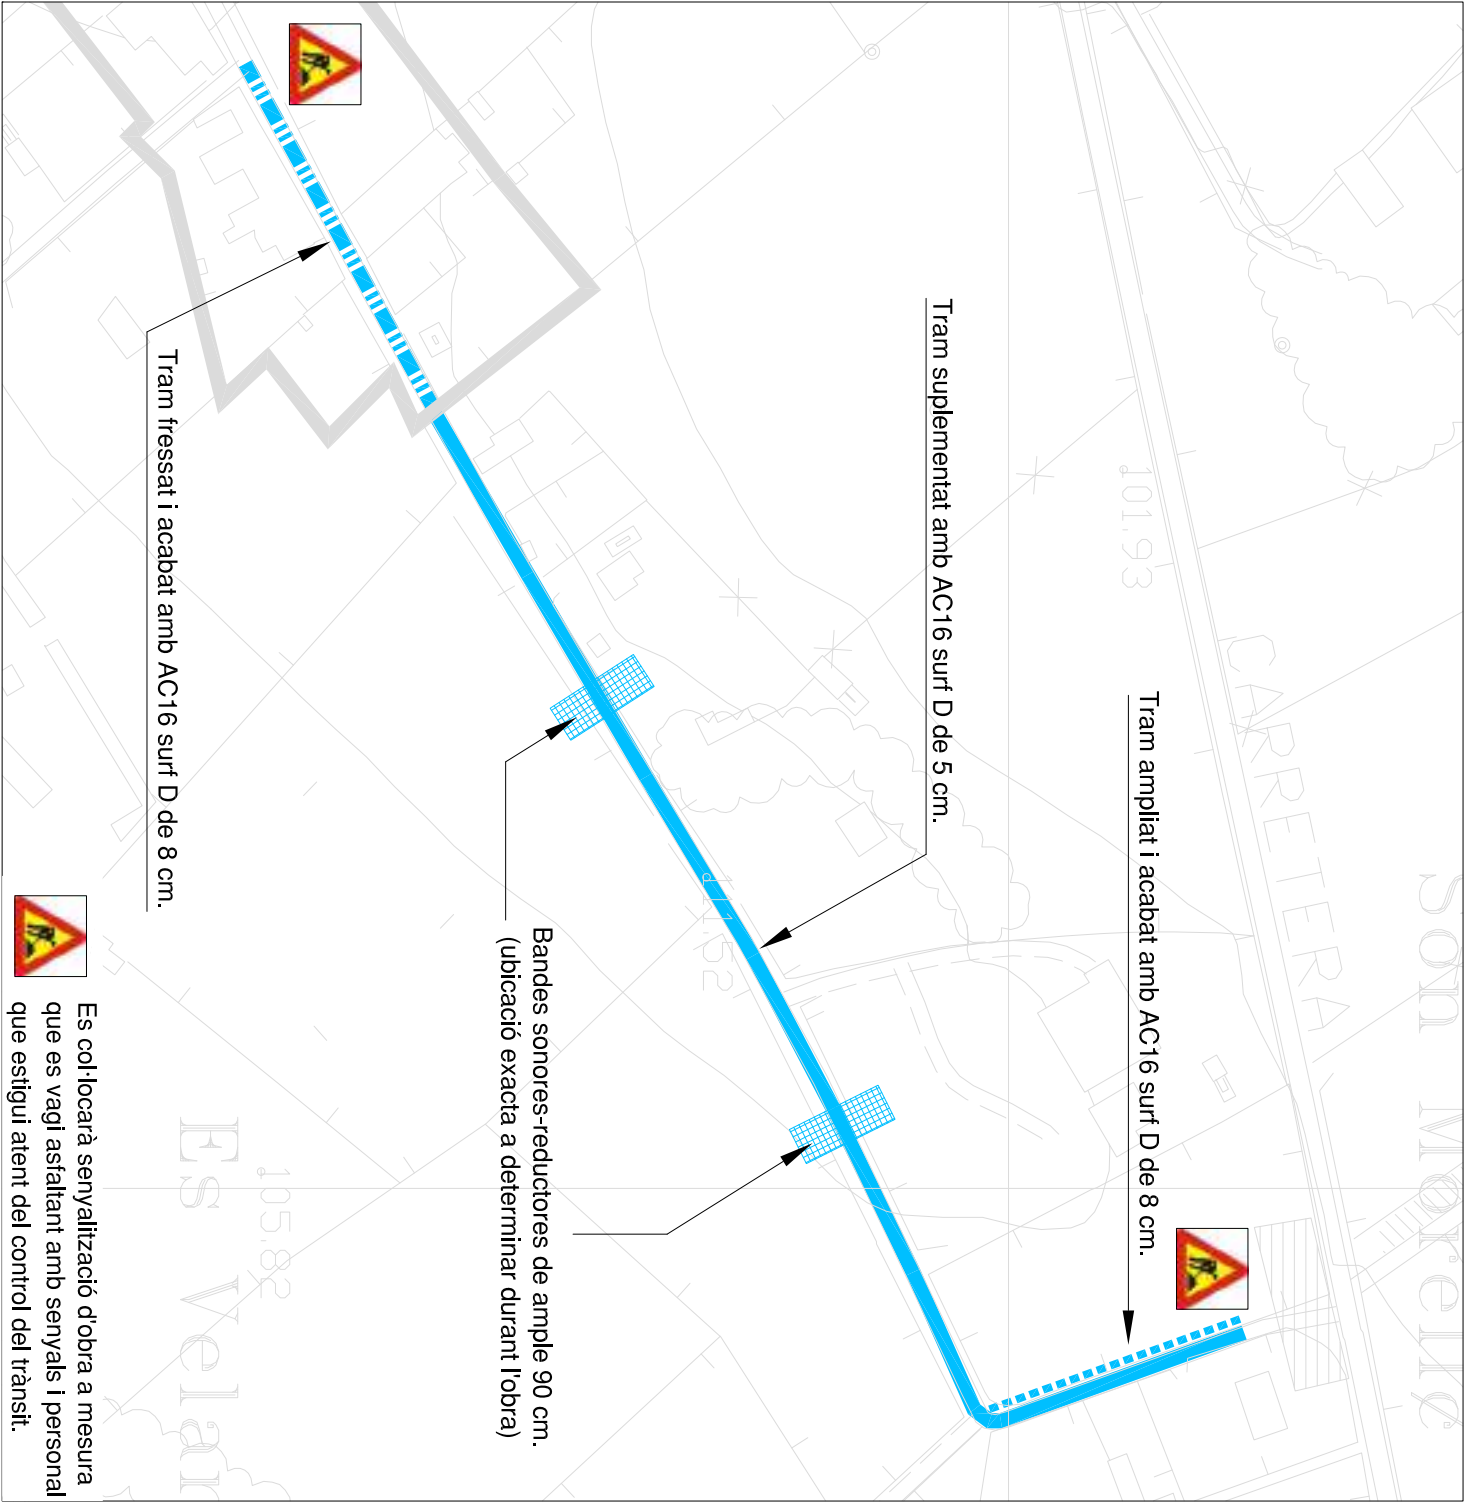 Son Morell
CARRETERA
101.93
Tram ampliat i acabat amb AC16 surf D de 8 cm.
Tram suplementat amb AC16 surf D de 5 cm.
Bandes sonores-reductores de ample 90 cm.
(ubicació exacta a determinar durant l'obra)
105.82
Es Velar
Tram fressat i acabat amb AC16 surf D de 8 cm.
Es col·locarà senyalització d'obra a mesura
que es vagi asfaltant amb senyals i personal
que estigui atent del control del trànsit.